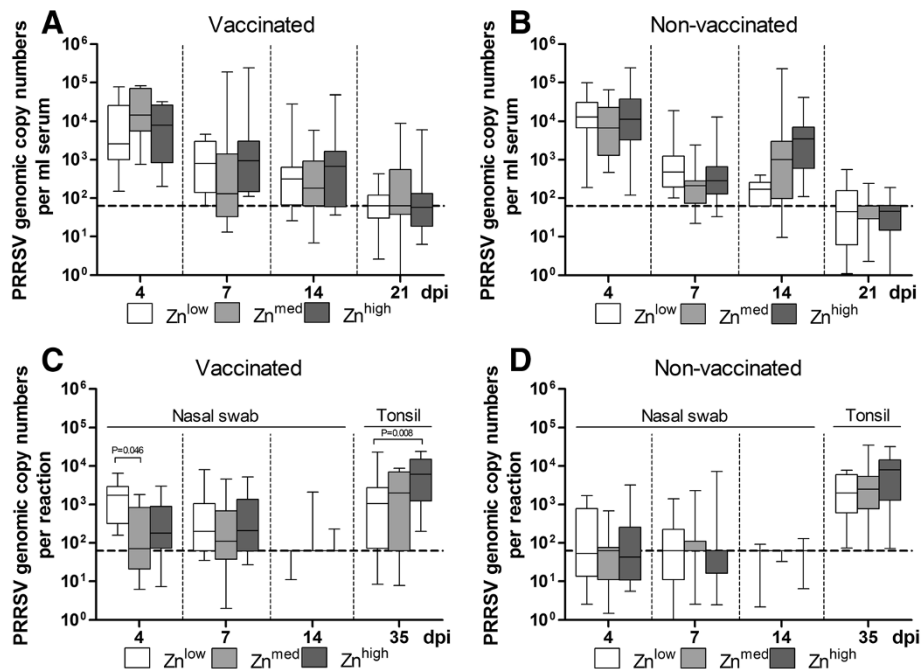 A
Vaccinated
PRRSV genomic copy numbers
per ml serum
10^6
10^5
10^4
10^3
10^2
10^1
10^0
4 7 14 21 dpi
Zn^low Zn^med Zn^high
B
Non-vaccinated
PRRSV genomic copy numbers
per ml serum
10^6
10^5
10^4
10^3
10^2
10^1
10^0
4 7 14 21 dpi
Zn^low Zn^med Zn^high
C
Vaccinated
PRRSV genomic copy numbers
per reaction
10^6
10^5
10^4
10^3
10^2
10^1
10^0
Nasal swab Tonsil
P=0.046
P=0.008
4 7 14 35 dpi
Zn^low Zn^med Zn^high
D
Non-vaccinated
PRRSV genomic copy numbers
per reaction
10^6
10^5
10^4
10^3
10^2
10^1
10^0
Nasal swab Tonsil
4 7 14 35 dpi
Zn^low Zn^med Zn^high